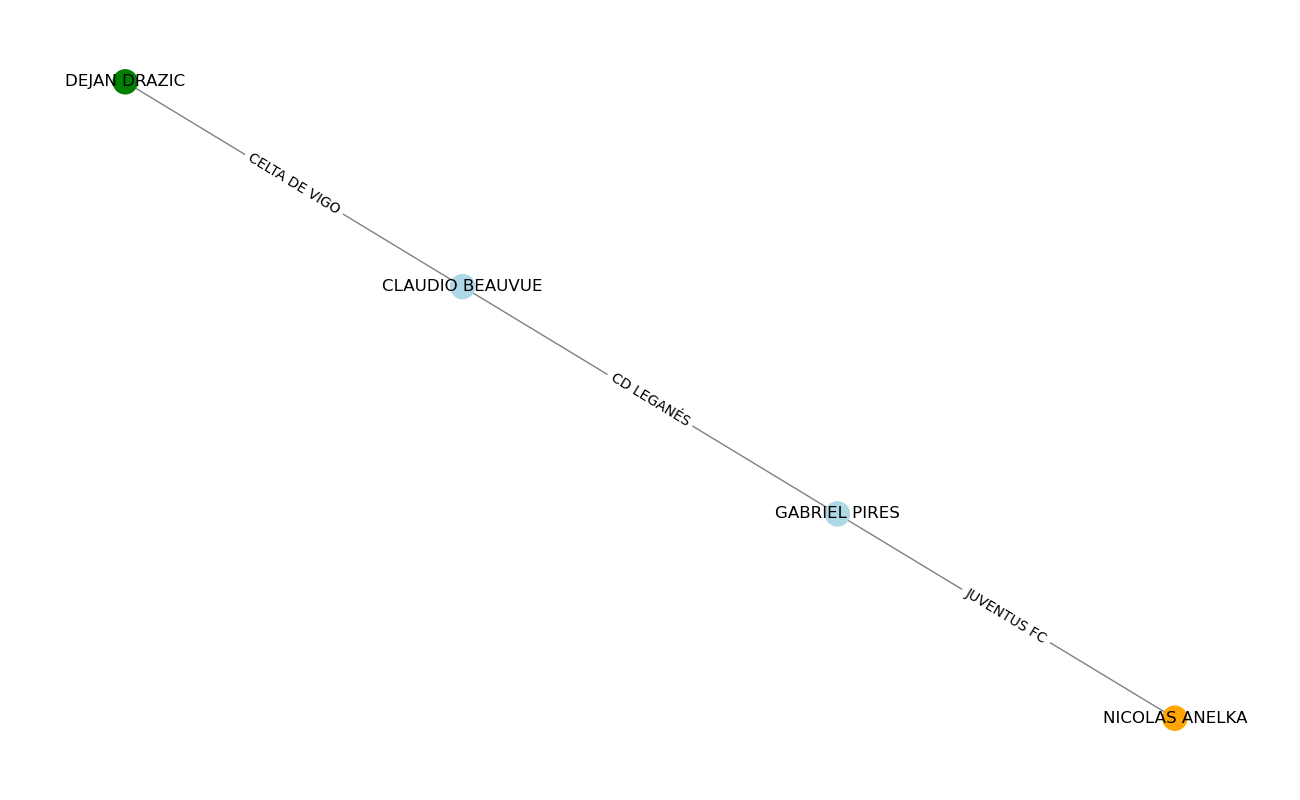 DEJAN DRAZIC
CELTA DE VIGO
CLAUDIO BEAUVUE
CD LEGANÉS
GABRIEL PIRES
JUVENTUS FC
NICOLAS ANELKA